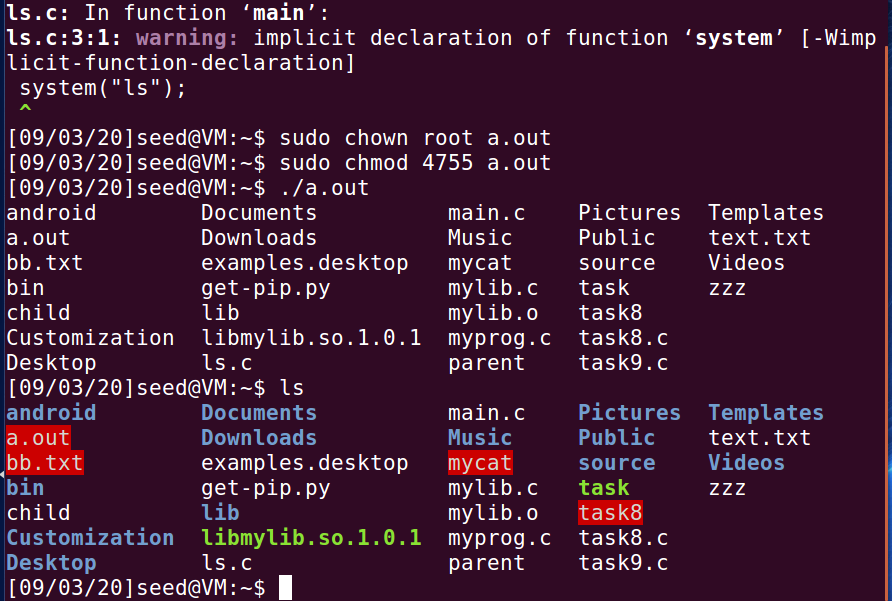 ls.c: In function ‘main’:
ls.c:3:1: warning: implicit declaration of function ‘system’ [-Wimp
licit-function-declaration]
 system("ls");
 ^
[09/03/20]seed@VM:~$ sudo chown root a.out
[09/03/20]seed@VM:~$ sudo chmod 4755 a.out
[09/03/20]seed@VM:~$ ./a.out
android        Documents          main.c    Pictures  Templates
a.out          Downloads          Music     Public    text.txt
bb.txt         examples.desktop   mycat     source    Videos
bin            get-pip.py         mylib.c   task      zzz
child          lib                mylib.o   task8
Customization  libmylib.so.1.0.1  myprog.c  task8.c
Desktop        ls.c               parent    task9.c
[09/03/20]seed@VM:~$ ls
android        Documents          main.c    Pictures  Templates
a.out          Downloads          Music     Public    text.txt
bb.txt         examples.desktop   mycat     source    Videos
bin            get-pip.py         mylib.c   task      zzz
child          lib                mylib.o   task8
Customization  libmylib.so.1.0.1  myprog.c  task8.c
Desktop        ls.c               parent    task9.c
[09/03/20]seed@VM:~$